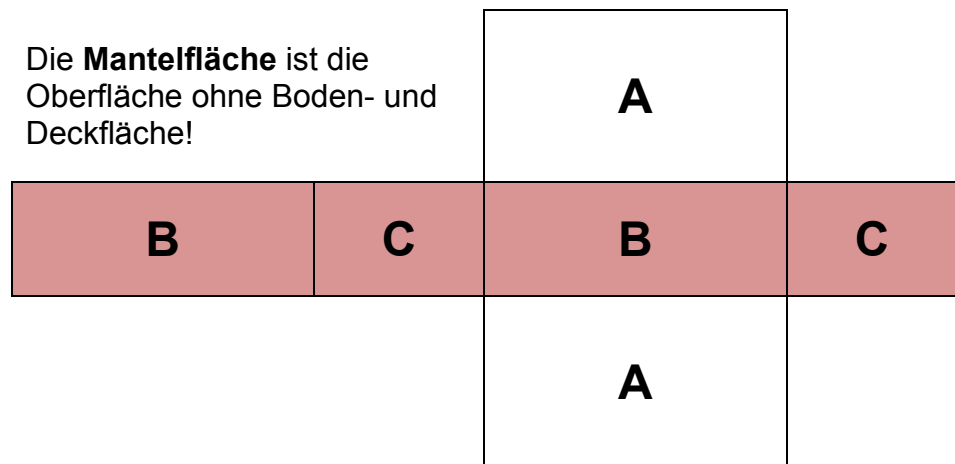 Die Mantelfläche ist die
Oberfläche ohne Boden- und
Deckfläche!
A
B C B C
A